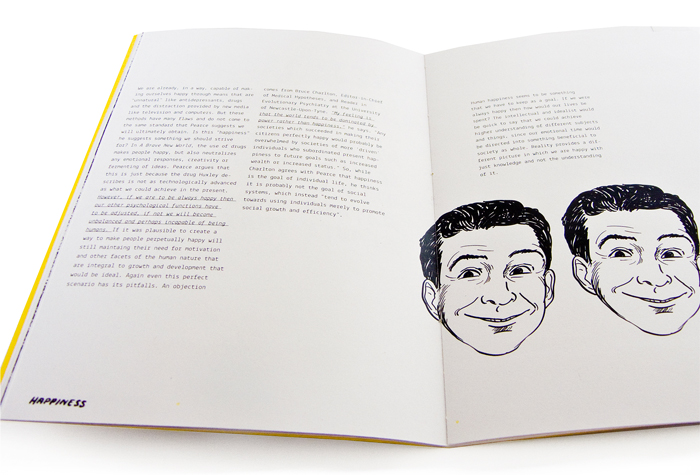 we are already, in a way, capable of mak-
ing ourselves happy through means that are
"unnatural" like antidepressants, drugs
and the distraction provided by new media
like television and computers. But these
methods have many flaws and do not come to
the same standard that Pearce suggests we
will ultimately obtain. Is this "happiness"
he suggests something we should strive
for? In A Brave New World, the use of drugs
makes people happy, but also neutralizes
any emotional responses, creativity or
fermenting of ideas. Pearce argues that
this is just because the drug Huxley de-
scribes is not as technologically advanced
as what we could achieve in the present.
However, if we are to be always happy then
our other psychological functions have
to be adjusted, if not we will become
unbalanced and perhaps incapable of being
humans. If it was plausible to create a
way to make people perpetually happy will
still maintaing their need for motivation
and other facets of the human nature that
are integral to growth and development that
would be ideal. Again even this perfect
scenario has its pitfalls. An objection
comes from Bruce Charlton, Editor-in-Chief
of Medical Hypotheses, and Reader in
Evolutionary Psychiatry at the University
of Newcastle-Upon-Tyne. "My feeling is
that the world tends to be dominated by
power rather than happiness." He says, "Any
societies which succeeded in making their
citizens perfectly happy would probably be
overwhelmed by societies of more driven
individuals who subordinated present hap-
piness to future goals such as increased
wealth or increased status". So, while
Charlton agrees with Pearce that happiness
is the goal of individual life, he thinks
it is probably not the goal of social
systems, which instead "tend to evolve
towards using individuals merely to promote
social growth and efficiency".
Human happiness seems to be something
that we have to keep as a goal. If we were
always happy then how would our lives be
spent? The intellectual and idealist would
be quick to say that we could achieve
higher understanding of different subjects
and things, since our emotional time would
be directed into something beneficial to
society as whole. Reality provides a dif-
ferent picture in which we are happy with
just knowledge and not the understanding
of it.
HAPPINESS